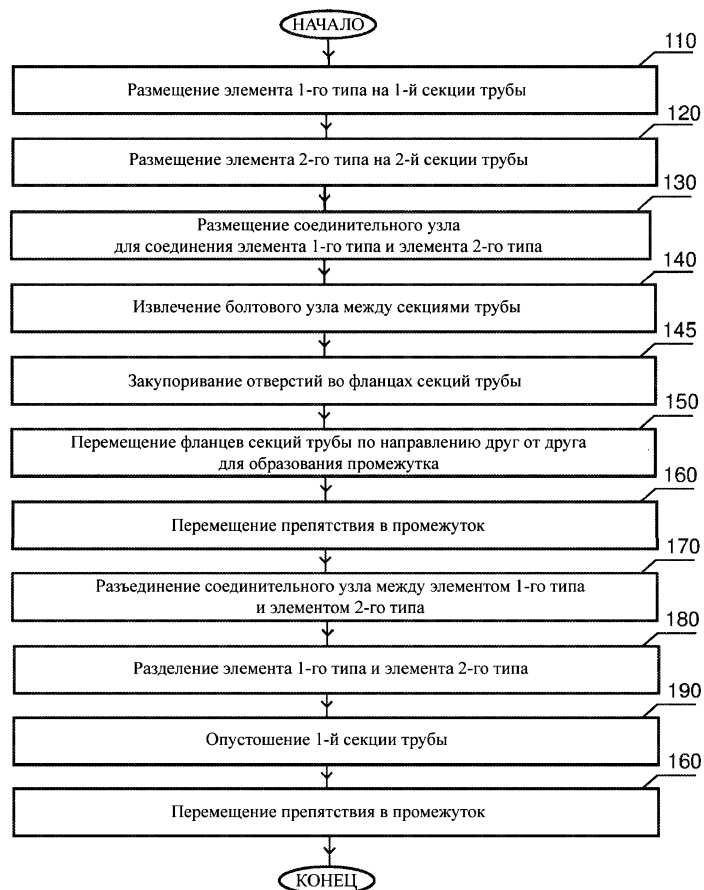 НАЧАЛО
110
Размещение элемента 1-го типа на 1-й секции трубы
120
Размещение элемента 2-го типа на 2-й секции трубы
130
Размещение соединительного узла
для соединения элемента 1-го типа и элемента 2-го типа
140
Извлечение болтового узла между секциями трубы
145
Закупоривание отверстий во фланцах секций трубы
150
Перемещение фланцев секций трубы по направлению друг от друга
для образования промежутка
160
Перемещение препятствия в промежуток
170
Разъединение соединительного узла между элементом 1-го типа
и элементом 2-го типа
180
Разделение элемента 1-го типа и элемента 2-го типа
190
Опустошение 1-й секции трубы
160
Перемещение препятствия в промежуток
КОНЕЦ